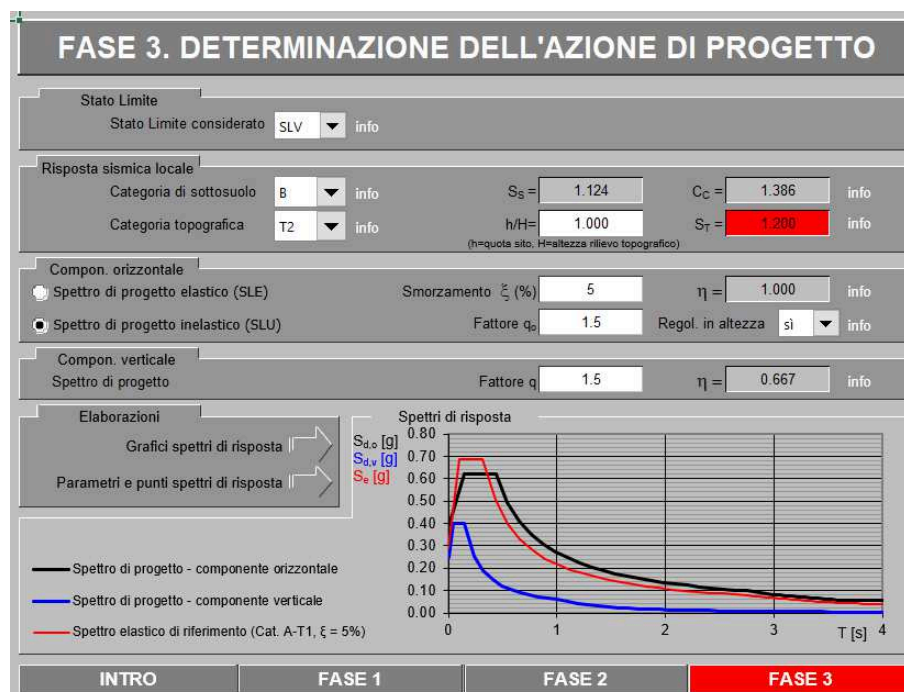 FASE 3. DETERMINAZIONE DELL'AZIONE DI PROGETTO
Stato Limite
Stato Limite considerato SLV info
Risposta sismica locale
Categoria di sottosuolo B info SS = 1.124 CC = 1.386 info
Categoria topografica T2 info h/H= 1.000 ST = 1.200 info
(h=quota sito, H=altezza rilievo topografico)
Compon. orizzontale
Spettro di progetto elastico (SLE) Smorzamento ξ (%) 5 η = 1.000 info
Spettro di progetto inelastico (SLU) Fattore qo 1.5 Regol. in altezza sì info
Compon. verticale
Spettro di progetto Fattore q 1.5 η = 0.667 info
Elaborazioni
Grafici spettri di risposta
Parametri e punti spettri di risposta
Spettri di risposta
Sd,o [g]
Sd,v [g]
Se [g]
0.80
0.70
0.60
0.50
0.40
0.30
0.20
0.10
0.00
0 1 2 3 T [s] 4
Spettro di progetto - componente orizzontale
Spettro di progetto - componente verticale
Spettro elastico di riferimento (Cat. A-T1, ξ = 5%)
INTRO FASE 1 FASE 2 FASE 3